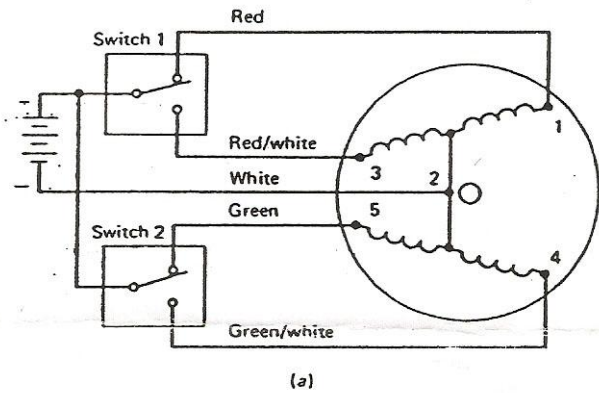 Red
Switch 1
+
1
Red/white
3
2
White
−
Green
5
Switch 2
4
Green/white
(a)